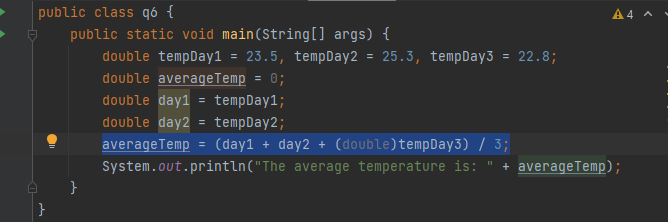 public class q6 {
public static void main(String[] args) {
double tempDay1 = 23.5, tempDay2 = 25.3, tempDay3 = 22.8;
double averageTemp = 0;
double day1 = tempDay1;
double day2 = tempDay2;
averageTemp = (day1 + day2 + (double)tempDay3) / 3;
System.out.println("The average temperature is: " + averageTemp);
}
}
4